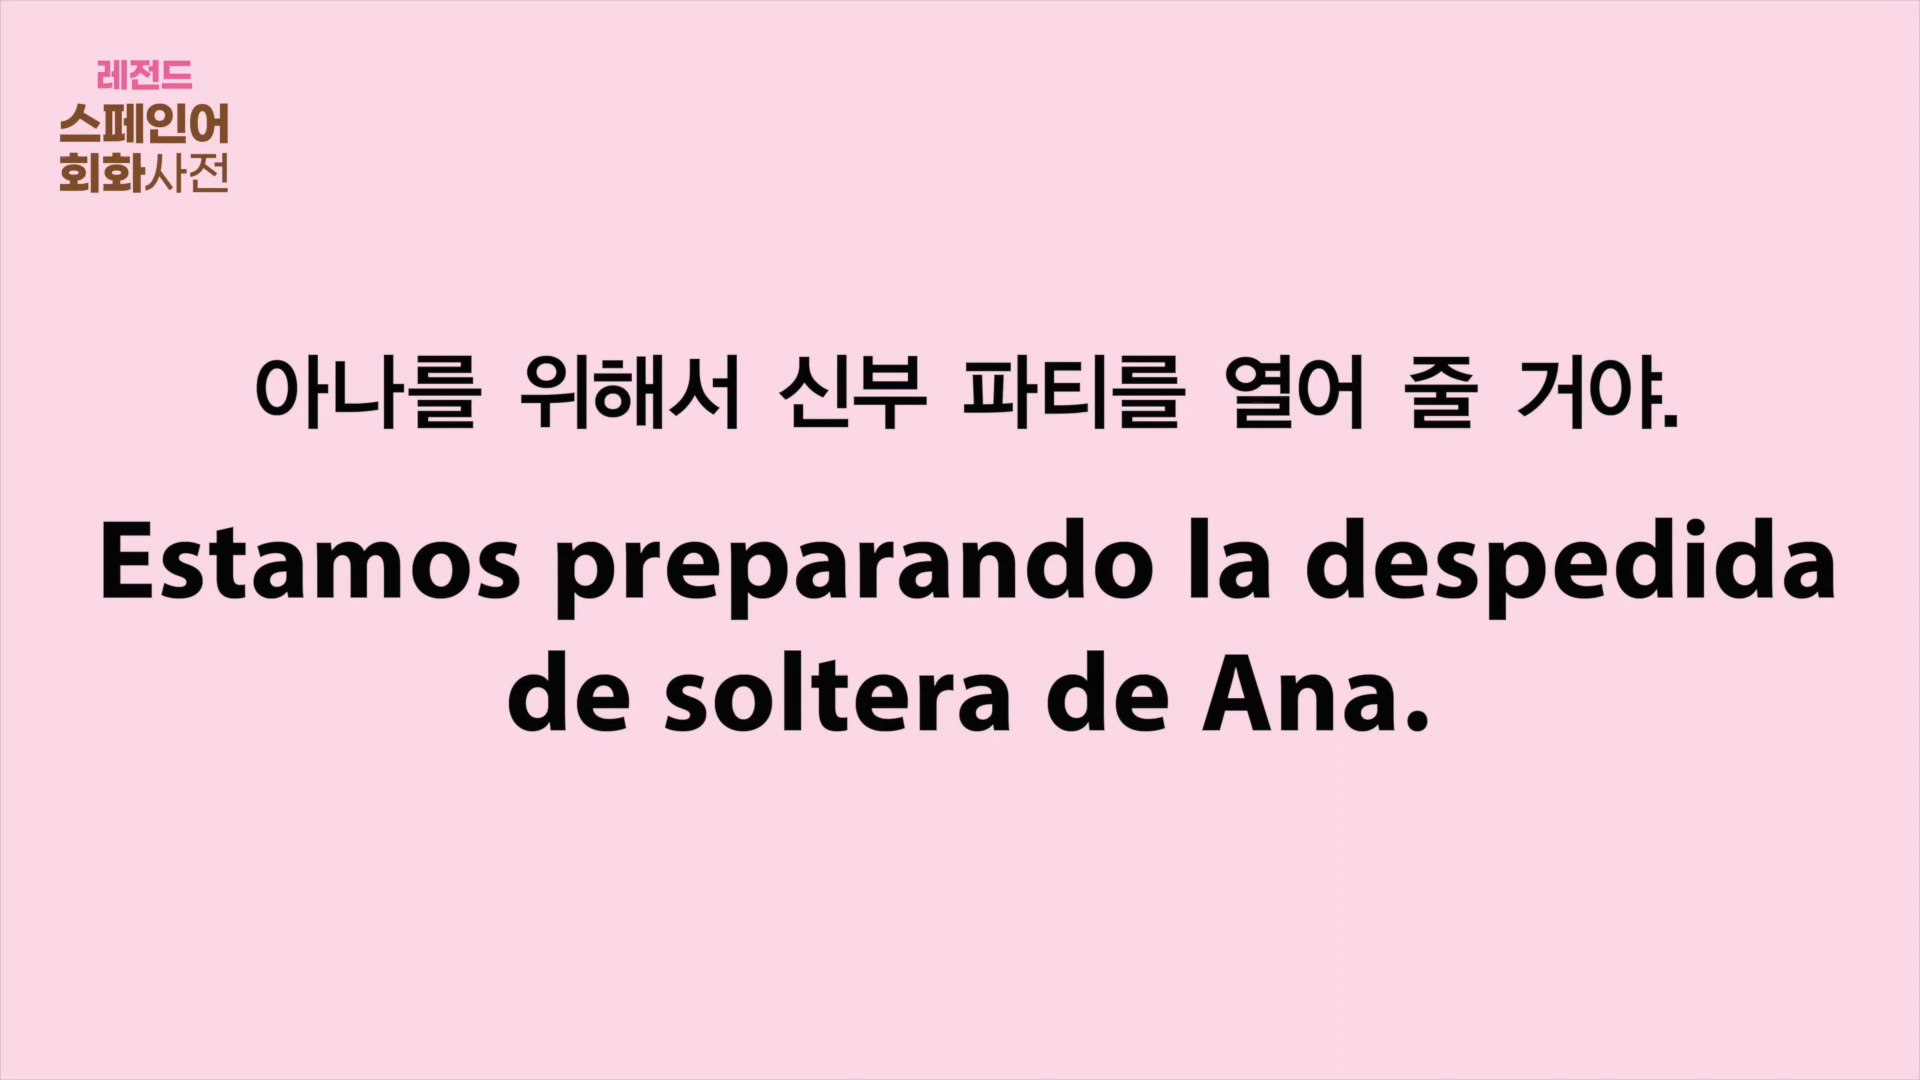 레전드
스페인어
회화사전
아나를 위해서 신부 파티를 열어 줄 거야.
Estamos preparando la despedida
de soltera de Ana.